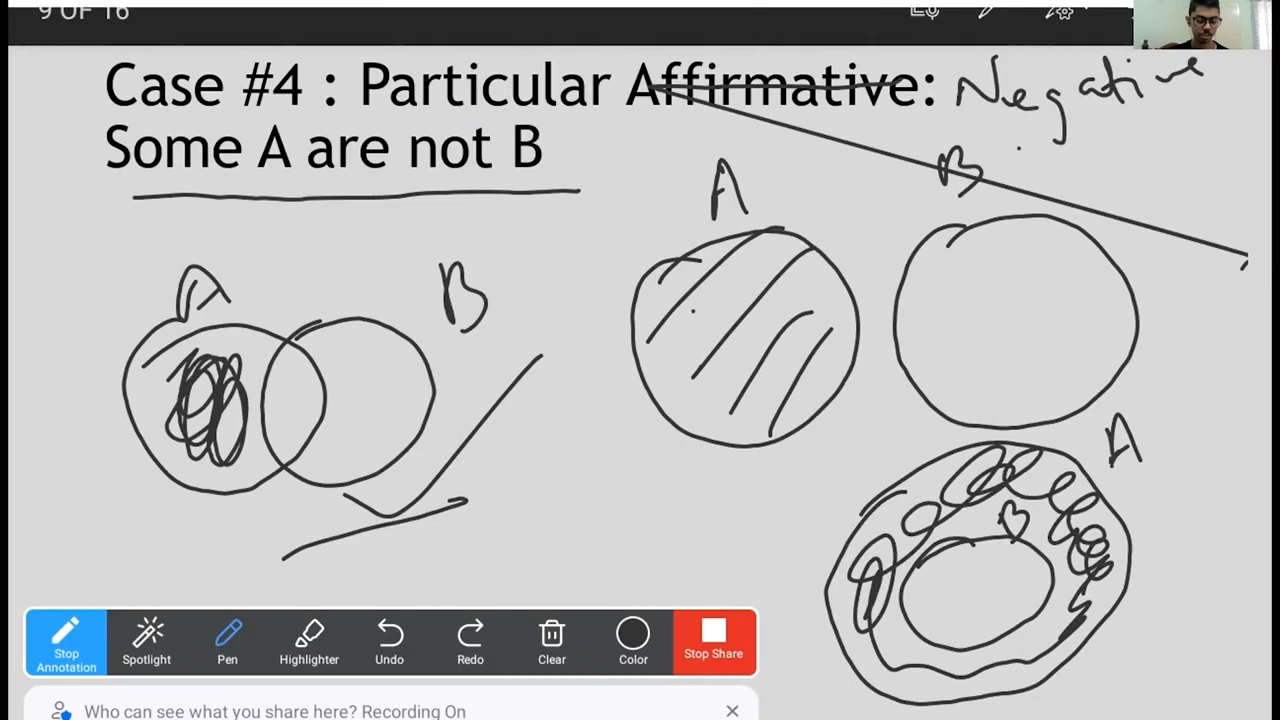 9 OF 16
Case #4 : Particular Affirmative: Negative
Some A are not B
A
B
A
B
A
B
Stop Annotation
Spotlight
Pen
Highlighter
Undo
Redo
Clear
Color
Stop Share
Who can see what you share here? Recording On